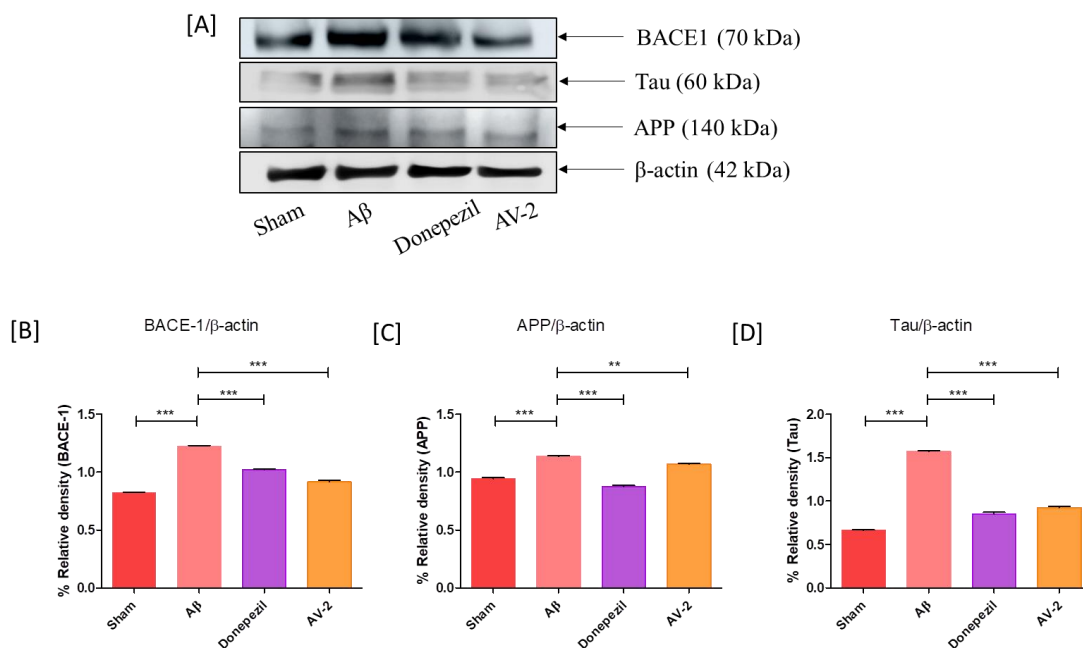 [A]
BACE1 (70 kDa)
Tau (60 kDa)
APP (140 kDa)
β-actin (42 kDa)
Sham Aβ Donepezil AV-2
[B]
BACE-1/β-actin
***
***
***
% Relative density (BACE-1)
1.5
1.0
0.5
0.0
Sham Aβ Donepezil AV-2
[C]
APP/β-actin
**
***
***
% Relative density (APP)
1.5
1.0
0.5
0.0
Sham Aβ Donepezil AV-2
[D]
Tau/β-actin
***
***
***
% Relative density (Tau)
2.0
1.5
1.0
0.5
0.0
Sham Aβ Donepezil AV-2